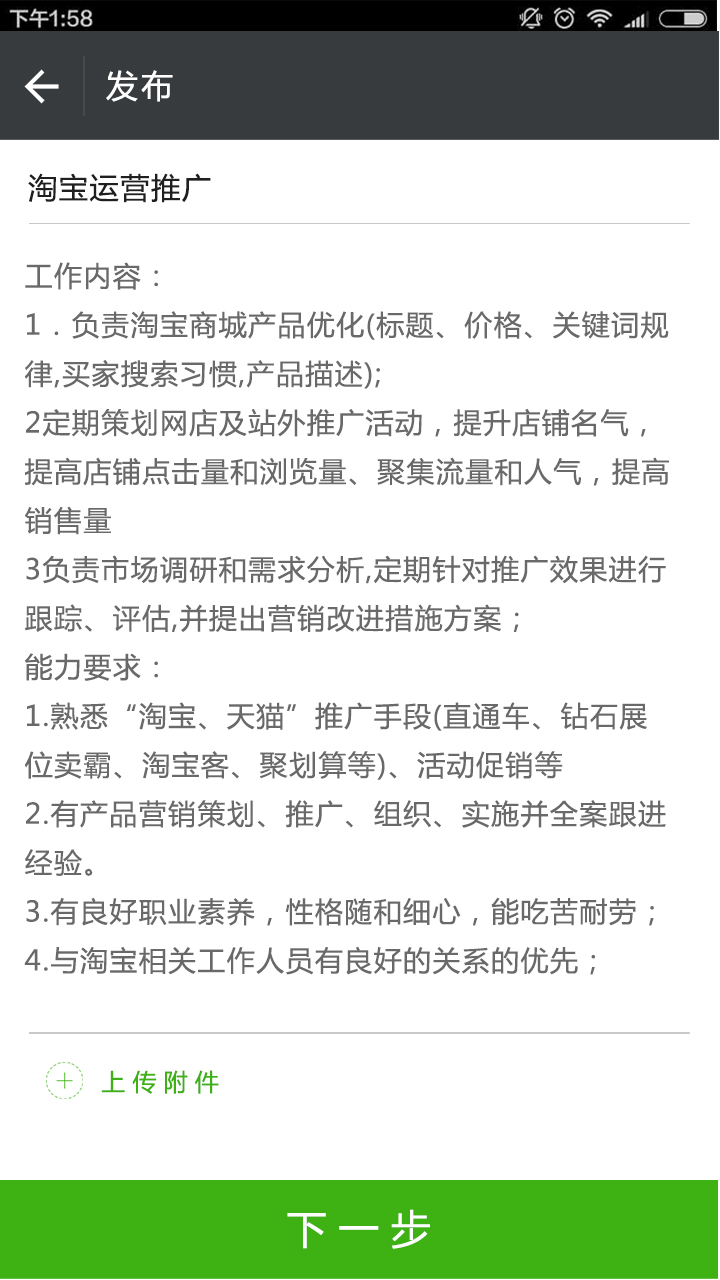 下午1:58
发布
淘宝运营推广
工作内容：
1．负责淘宝商城产品优化(标题、价格、关键词规
律,买家搜索习惯,产品描述);
2定期策划网店及站外推广活动，提升店铺名气，
提高店铺点击量和浏览量、聚集流量和人气，提高
销售量
3负责市场调研和需求分析,定期针对推广效果进行
跟踪、评估,并提出营销改进措施方案；
能力要求：
1.熟悉“淘宝、天猫”推广手段(直通车、钻石展
位卖霸、淘宝客、聚划算等)、活动促销等
2.有产品营销策划、推广、组织、实施并全案跟进
经验。
3.有良好职业素养，性格随和细心，能吃苦耐劳；
4.与淘宝相关工作人员有良好的关系的优先；
上传附件
下一步